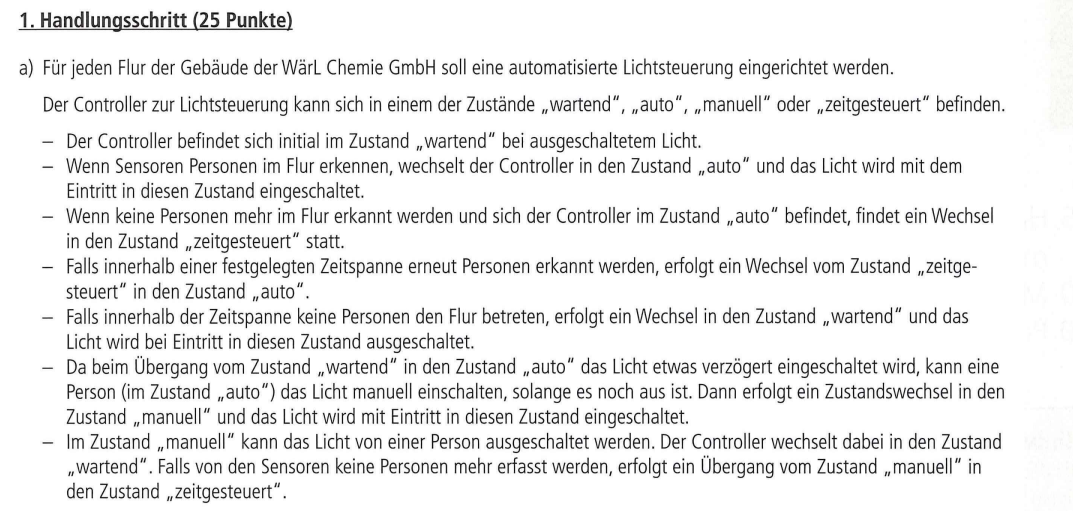 1. Handlungsschritt (25 Punkte)
a) Für jeden Flur der Gebäude der WärL Chemie GmbH soll eine automatisierte Lichtsteuerung eingerichtet werden.
Der Controller zur Lichtsteuerung kann sich in einem der Zustände „wartend“, „auto“, „manuell“ oder „zeitgesteuert“ befinden.
– Der Controller befindet sich initial im Zustand „wartend“ bei ausgeschaltetem Licht.
– Wenn Sensoren Personen im Flur erkennen, wechselt der Controller in den Zustand „auto“ und das Licht wird mit dem
Eintritt in diesen Zustand eingeschaltet.
– Wenn keine Personen mehr im Flur erkannt werden und sich der Controller im Zustand „auto“ befindet, findet ein Wechsel
in den Zustand „zeitgesteuert“ statt.
– Falls innerhalb einer festgelegten Zeitspanne erneut Personen erkannt werden, erfolgt ein Wechsel vom Zustand „zeitge-
steuert“ in den Zustand „auto“.
– Falls innerhalb der Zeitspanne keine Personen den Flur betreten, erfolgt ein Wechsel in den Zustand „wartend“ und das
Licht wird bei Eintritt in diesen Zustand ausgeschaltet.
– Da beim Übergang vom Zustand „wartend“ in den Zustand „auto“ das Licht etwas verzögert eingeschaltet wird, kann eine
Person (im Zustand „auto“) das Licht manuell einschalten, solange es noch aus ist. Dann erfolgt ein Zustandswechsel in den
Zustand „manuell“ und das Licht wird mit Eintritt in diesen Zustand eingeschaltet.
– Im Zustand „manuell“ kann das Licht von einer Person ausgeschaltet werden. Der Controller wechselt dabei in den Zustand
„wartend“. Falls von den Sensoren keine Personen mehr erfasst werden, erfolgt ein Übergang vom Zustand „manuell“ in
den Zustand „zeitgesteuert“.